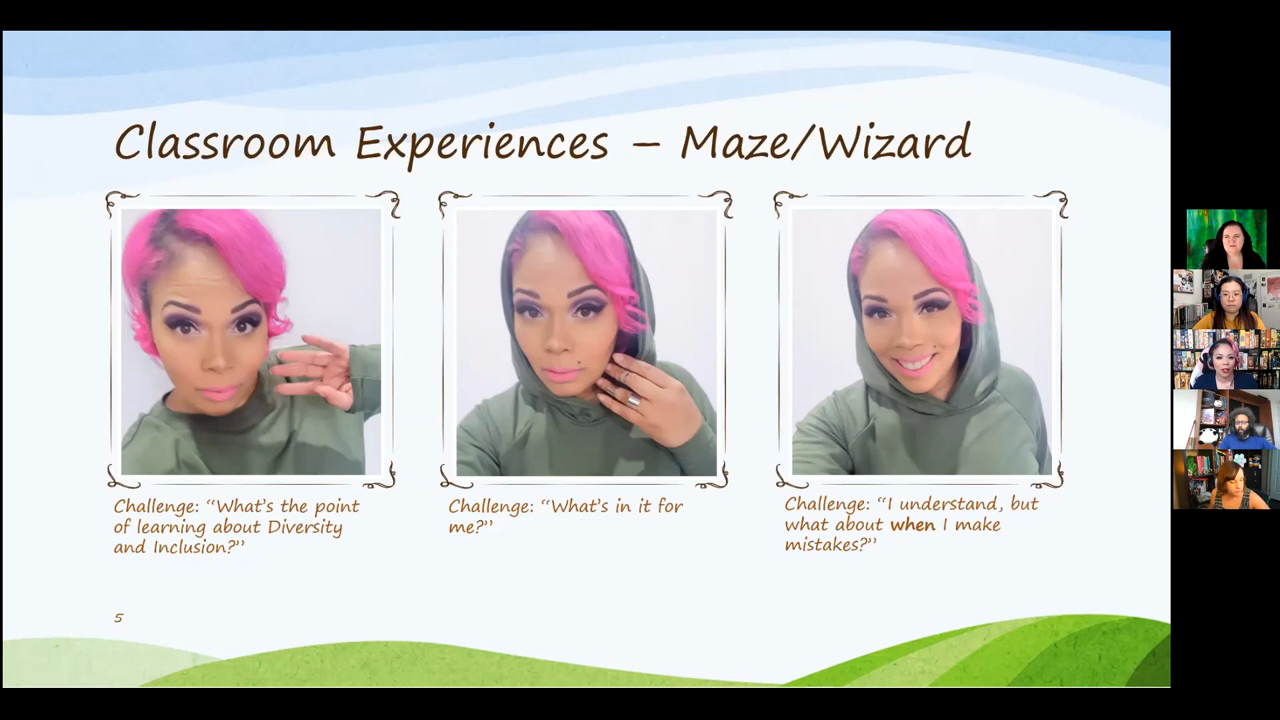 Classroom Experiences – Maze/Wizard
Challenge: “What’s the point
of learning about Diversity
and Inclusion?”
Challenge: “What’s in it for
me?”
Challenge: “I understand, but
what about when I make
mistakes?”
5